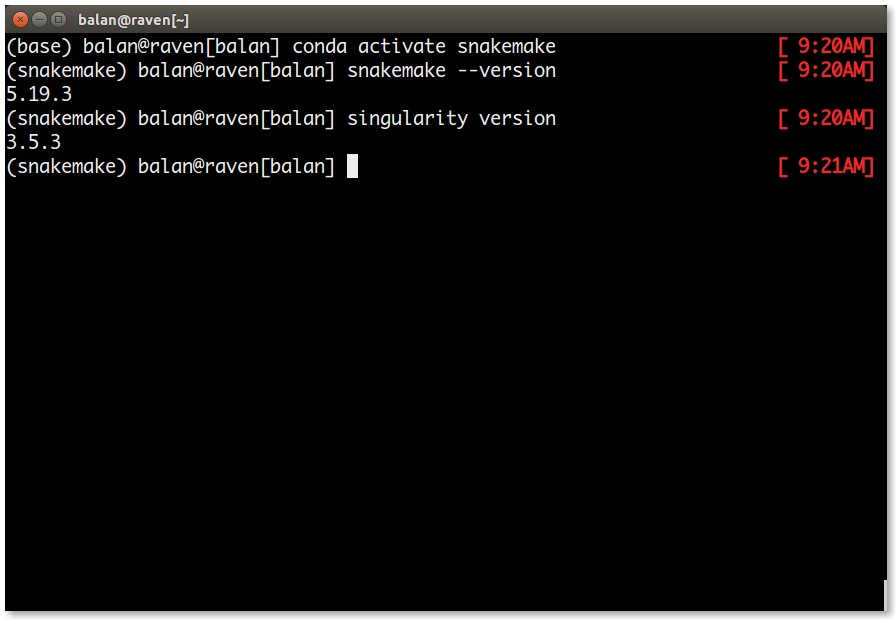 balan@raven[~]
(base) balan@raven[balan] conda activate snakemake [ 9:20AM]
(snakemake) balan@raven[balan] snakemake --version [ 9:20AM]
5.19.3
(snakemake) balan@raven[balan] singularity version [ 9:20AM]
3.5.3
(snakemake) balan@raven[balan] [ 9:21AM]